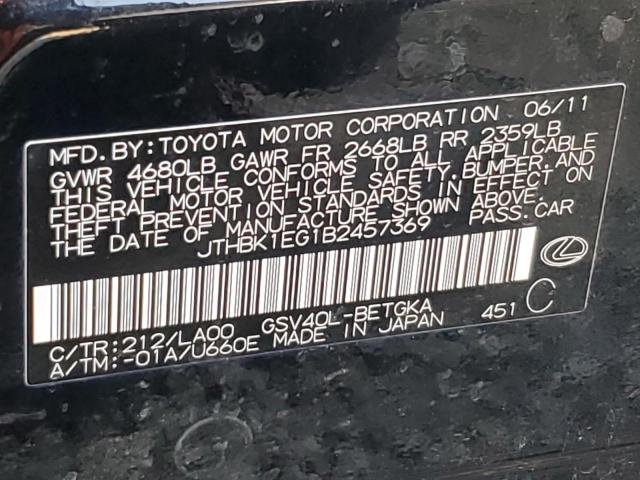 MFD. BY: TOYOTA MOTOR CORPORATION 06/11
GVWR 4680LB GAWR FR 2668LB RR 2359LB
THIS VEHICLE CONFORMS TO ALL APPLICABLE
FEDERAL MOTOR VEHICLE SAFETY, BUMPER, AND
THEFT PREVENTION STANDARDS IN EFFECT ON
THE DATE OF MANUFACTURE SHOWN ABOVE.
JTHBK1EG1B2457369 PASS. CAR
C/TR: 212/LA00 GSV40L-BETGKA 451 C
A/TM: -01A/U660E MADE IN JAPAN